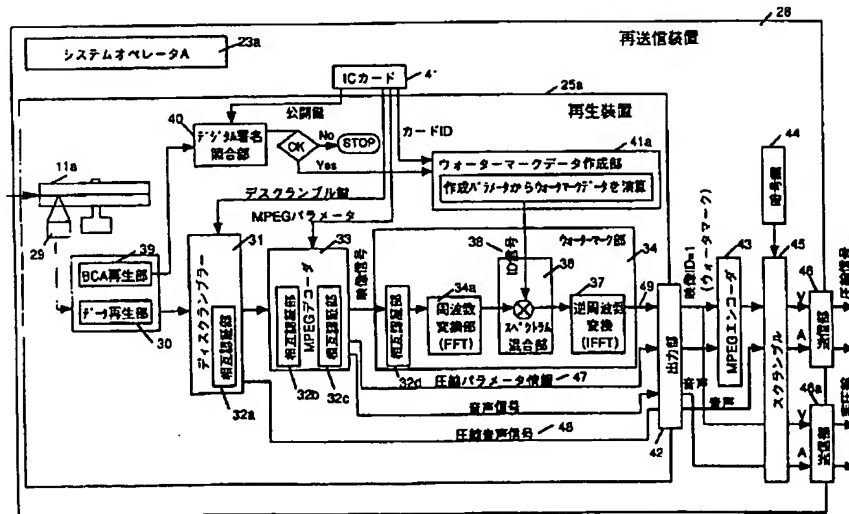 28
システムオペレータA
23a
再送信装置
ICカード
4
25a
再生装置
公開鍵
40
デジタル署名
照合部
OK
No
STOP
Yes
カードID
41a
ウォーターマークデータ作成部
作成パラメータからウォータマークデータを演算
44
暗号鍵
11a
29
デスクランブル鍵
MPEGパラメータ
39
BCA再生部
データ再生部
30
31
ディスクランブラー
相互認証部
32a
33
MPEGデコーダ
相互認証部
相互認証部
32b
32c
映像信号
ウォーターマーク部
34
相互認証部
32d
34a
周波数
変換部
(FFT)
38
ID信号
36
スペクトラム
混合部
37
逆周波数
変換
(IFFT)
49
出力部
42
映像ID=1
(ウォータマーク)
43
MPEGエンコーダ
45
スクランブル
46
送信部
圧縮信号
46a
送信部
V
A
V
A
音声
圧縮パラメータ情報
47
音声信号
圧縮音声信号
48